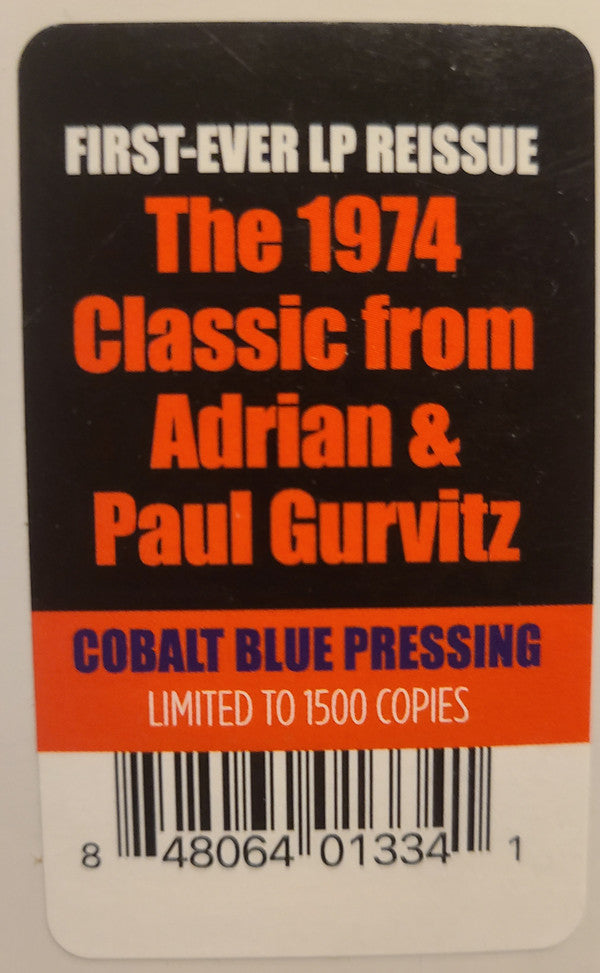 FIRST-EVER LP REISSUE
The 1974
Classic from
Adrian &
Paul Gurvitz
COBALT BLUE PRESSING
LIMITED TO 1500 COPIES
8 48064 01334 1